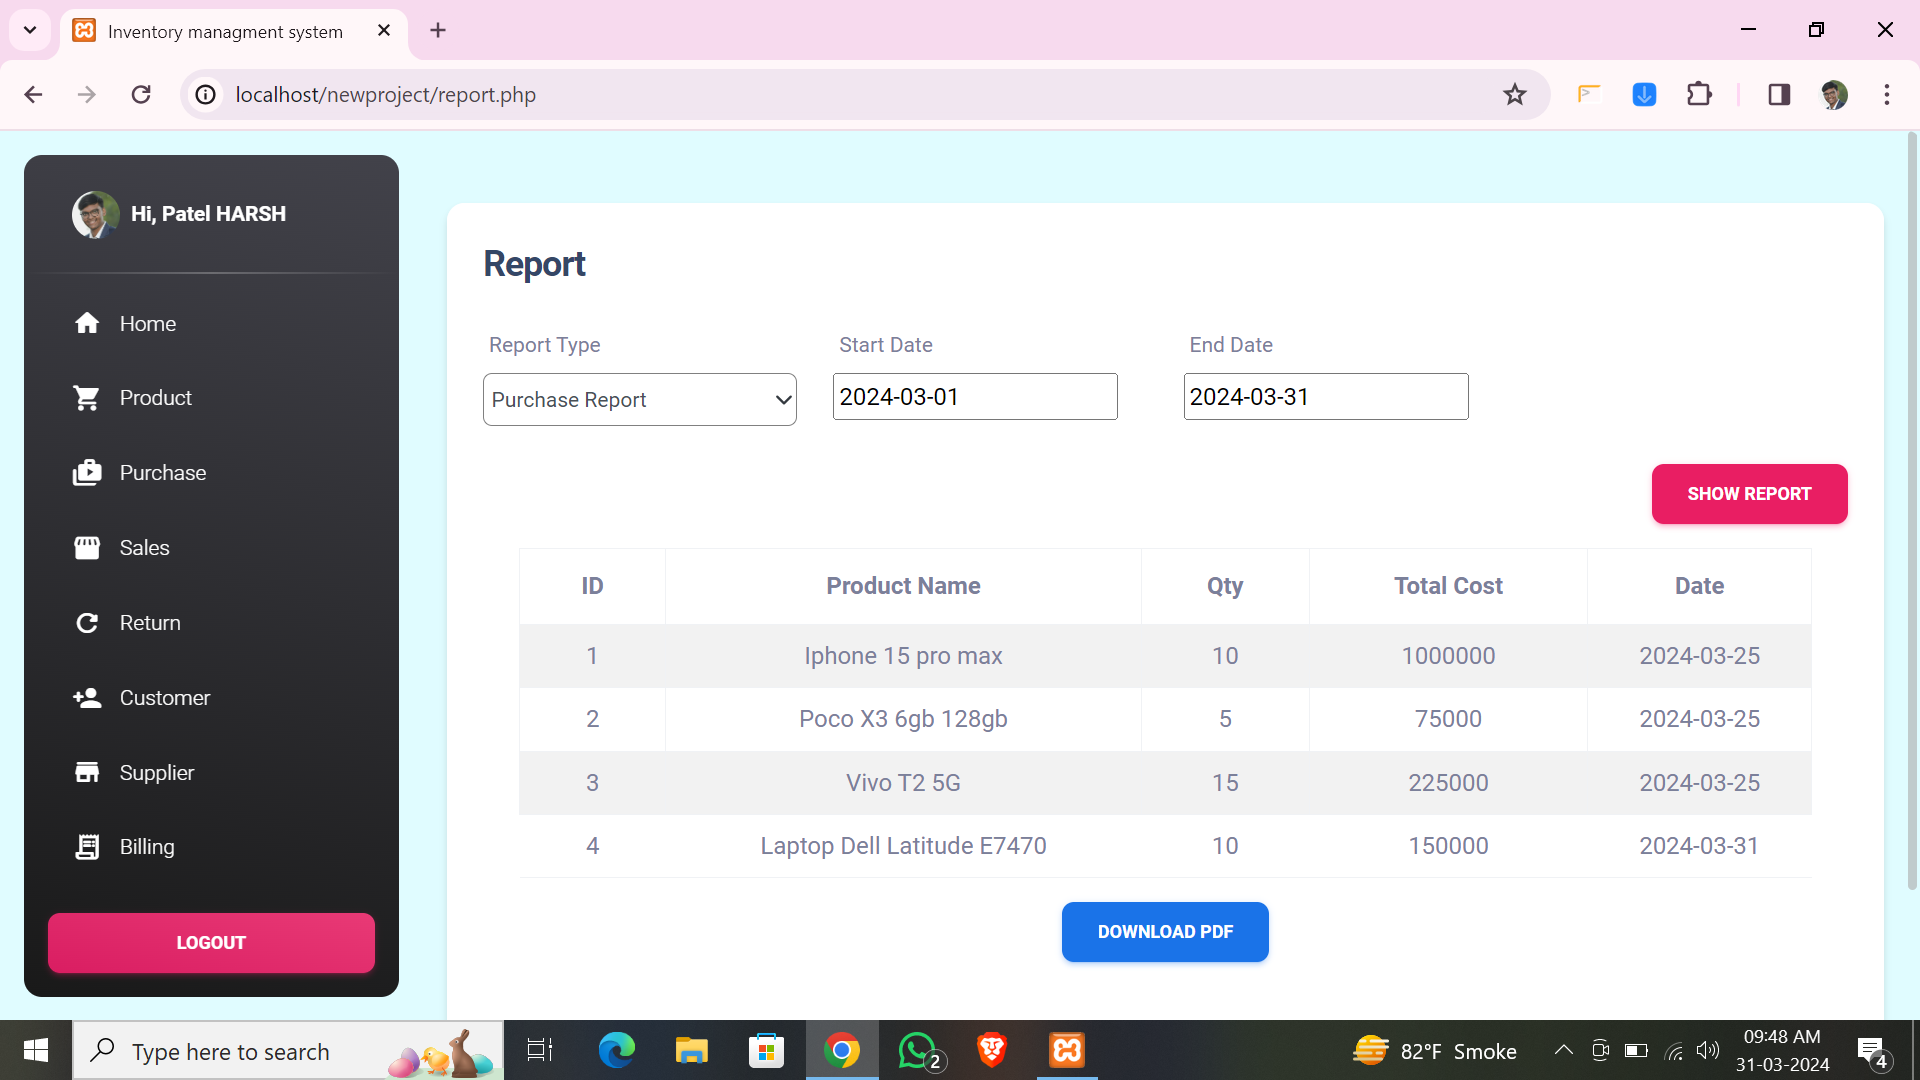 Inventory managment system
localhost/newproject/report.php
Hi, Patel HARSH
Home
Product
Purchase
Sales
Return
Customer
Supplier
Billing
LOGOUT
Report
Report Type Start Date End Date
Purchase Report 2024-03-01 2024-03-31
SHOW REPORT
ID Product Name Qty Total Cost Date
1 Iphone 15 pro max 10 1000000 2024-03-25
2 Poco X3 6gb 128gb 5 75000 2024-03-25
3 Vivo T2 5G 15 225000 2024-03-25
4 Laptop Dell Latitude E7470 10 150000 2024-03-31
DOWNLOAD PDF
Type here to search
2
82°F Smoke
09:48 AM
31-03-2024
4